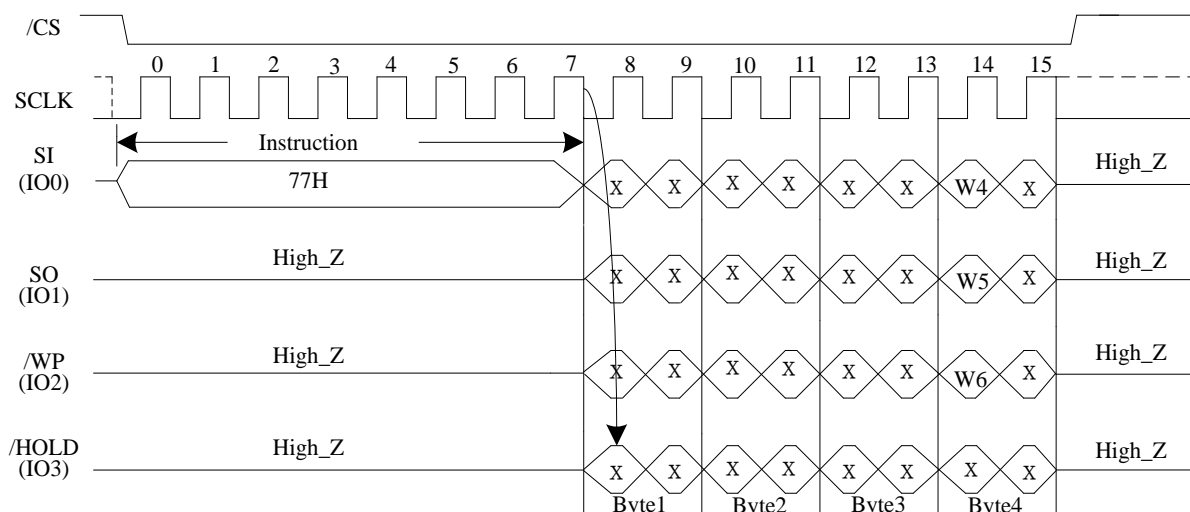 /CS
0 1 2 3 4 5 6 7 8 9 10 11 12 13 14 15
SCLK
Instruction
SI
(IO0)
77H
X X X X X X W4 X
High_Z
SO
(IO1)
High_Z
X X X X X X W5 X
High_Z
/WP
(IO2)
High_Z
X X X X X X W6 X
High_Z
/HOLD
(IO3)
High_Z
X X X X X X X X
High_Z
Byte1 Byte2 Byte3 Byte4